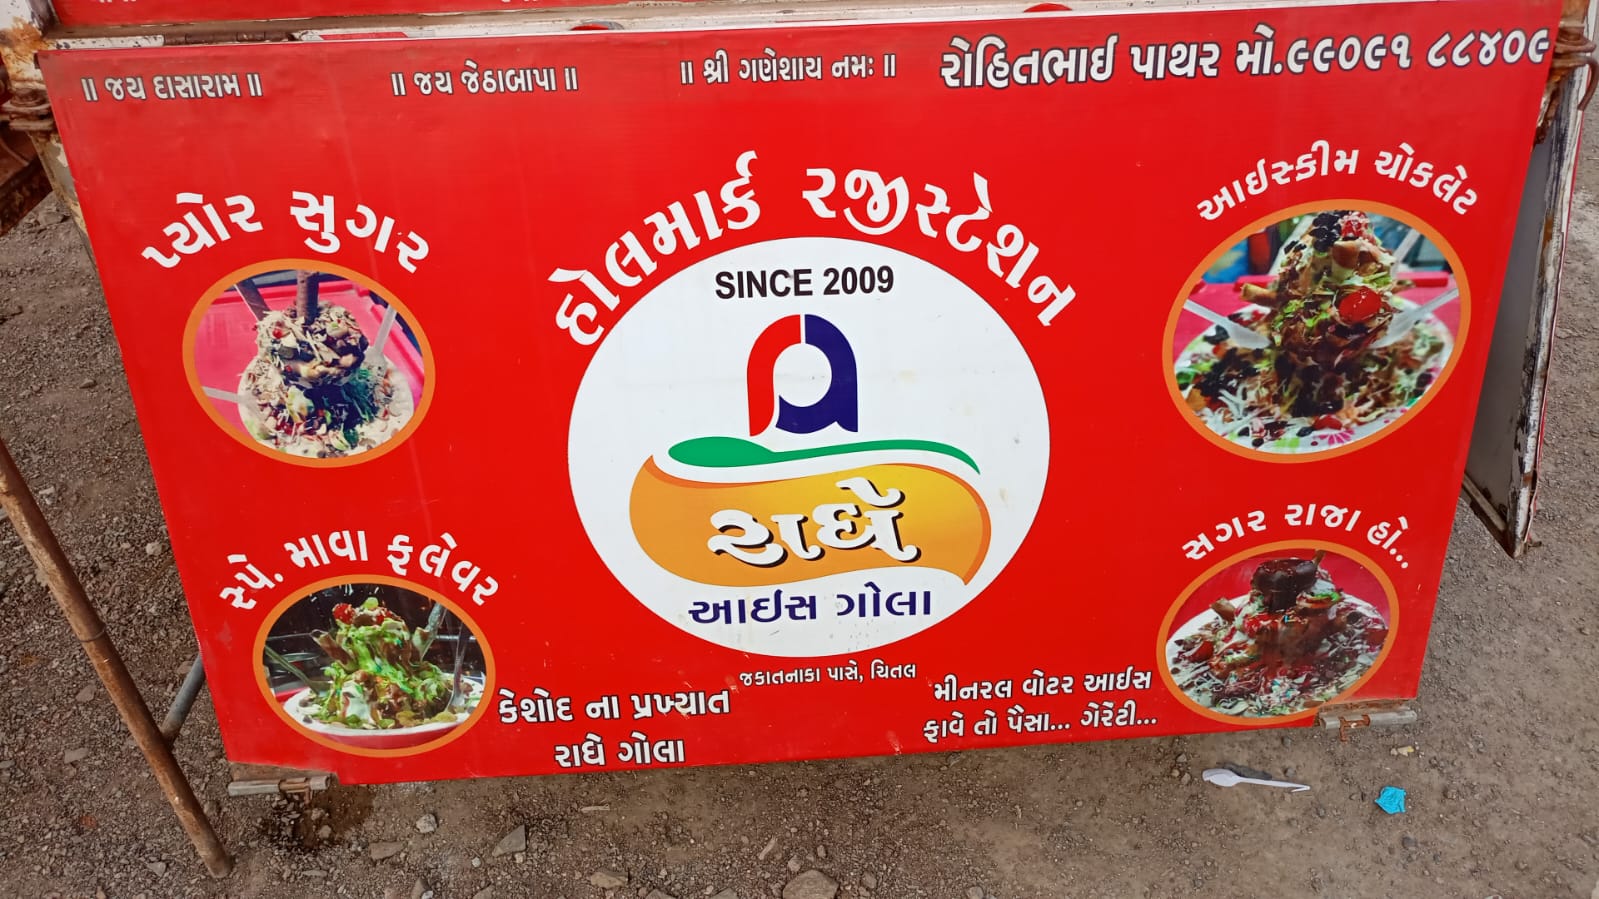 ॥ જય દાસારામ ॥
॥ જય જેઠાબાપા ॥
॥ શ્રી ગણેશાય નમઃ ॥
રોહિતભાઈ પાથર મો.૯૯૦૯૧ ૮૮૪૦૯
પ્યોર સુગર
હોલમાર્ક રજીસ્ટેશન
આઈસ્કીમ ચોકલેટ
SINCE 2009
રાધે
આઈસ ગોલા
સ્પે. માવા ફલેવર
સગર રાજા હો...
જકાતનાકા પાસે, ચિતલ
કેશોદ ના પ્રખ્યાત
રાધે ગોલા
મીનરલ વોટર આઈસ
ફાવે તો પૈસા... ગેરેંટી...